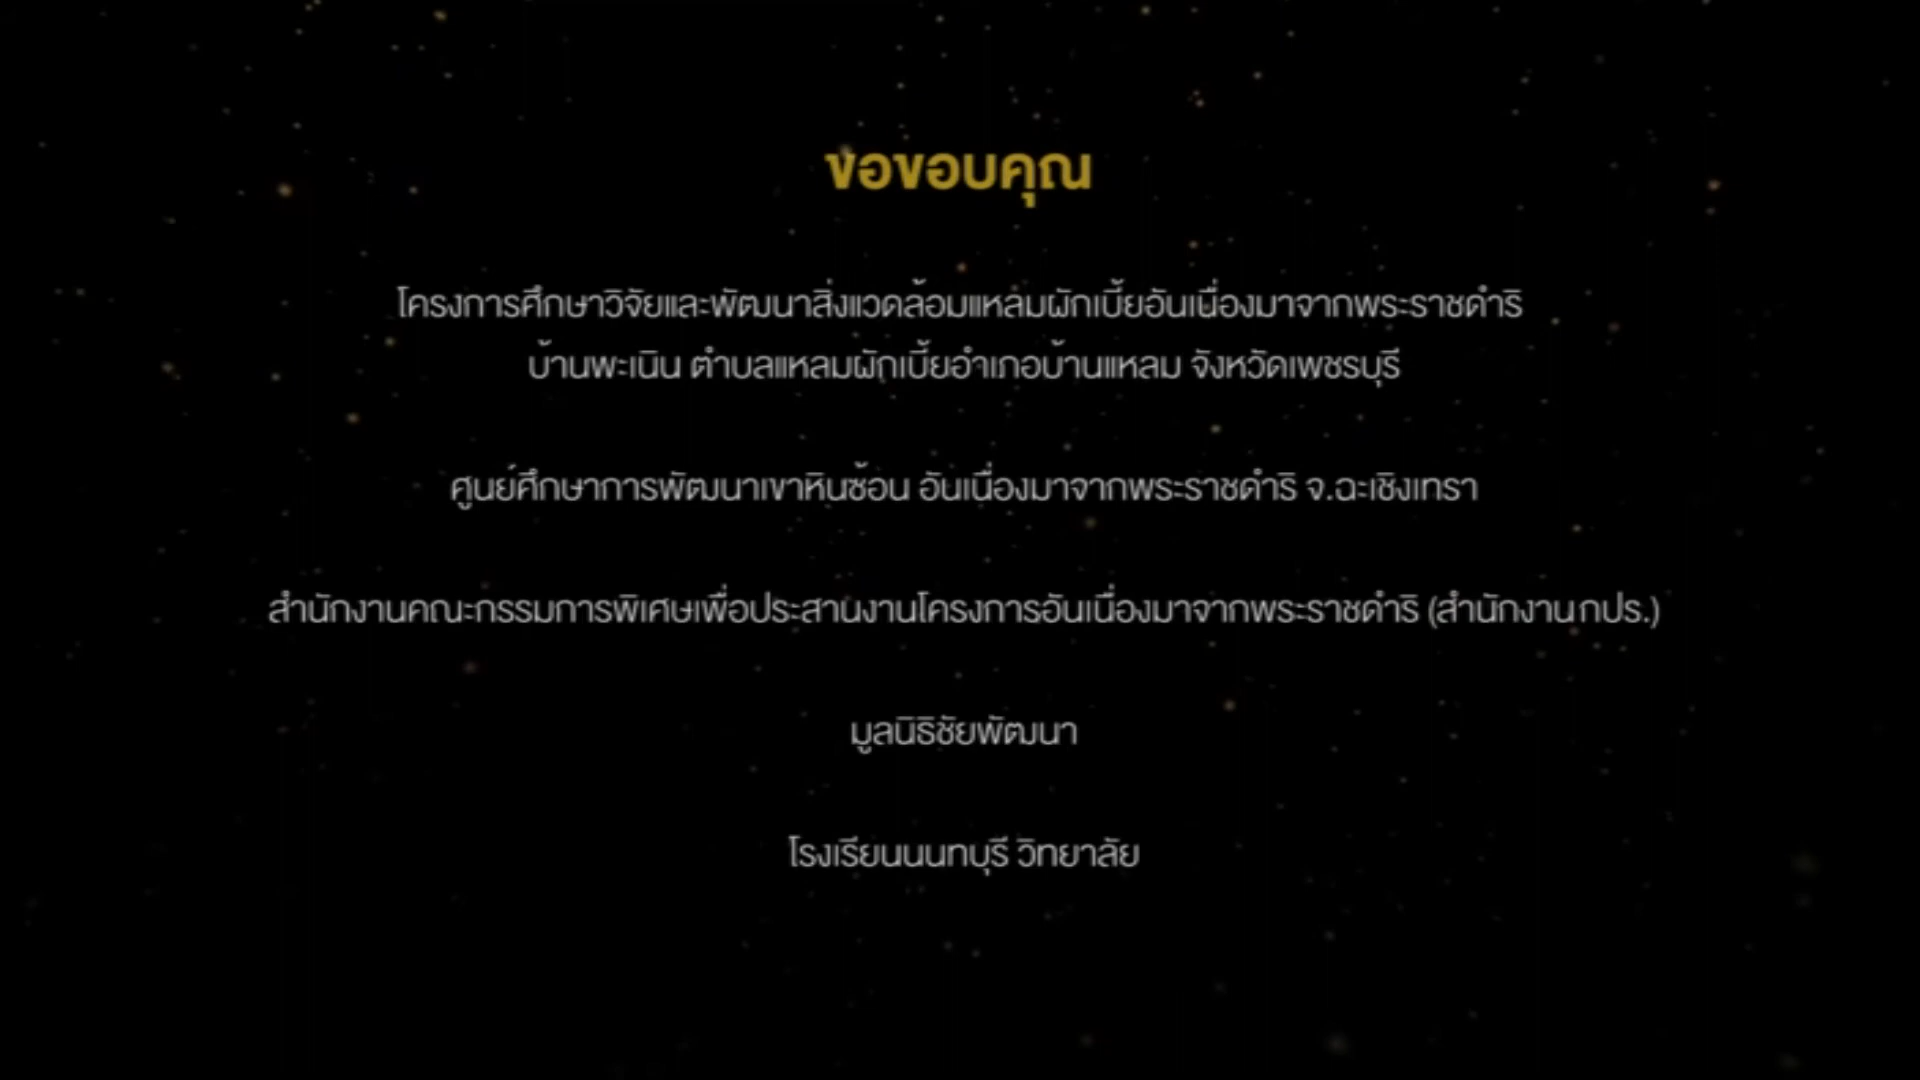 ขอขอบคุณ
โครงการศึกษาวิจัยและพัฒนาสิ่งแวดล้อมแหลมผักเบี้ยอันเนื่องมาจากพระราชดำริ
บ้านพะเนิน ตำบลแหลมผักเบี้ยอำเภอบ้านแหลม จังหวัดเพชรบุรี
ศูนย์ศึกษาการพัฒนาเขาหินซ้อน อันเนื่องมาจากพระราชดำริ จ.ฉะเชิงเทรา
สำนักงานคณะกรรมการพิเศษเพื่อประสานงานโครงการอันเนื่องมาจากพระราชดำริ (สำนักงานกปร.)
มูลนิธิชัยพัฒนา
โรงเรียนนนทบุรี วิทยาลัย